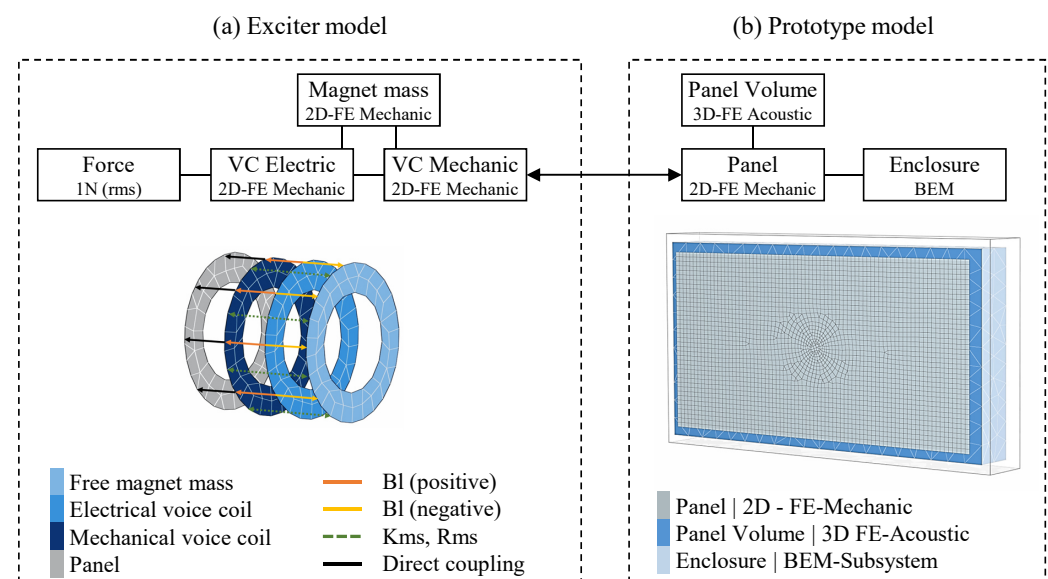 (a) Exciter model
(b) Prototype model
Magnet mass
2D-FE Mechanic
Force
1N (rms)
VC Electric
2D-FE Mechanic
VC Mechanic
2D-FE Mechanic
Panel Volume
3D-FE Acoustic
Panel
2D-FE Mechanic
Enclosure
BEM
Free magnet mass
Electrical voice coil
Mechanical voice coil
Panel
Bl (positive)
Bl (negative)
Kms, Rms
Direct coupling
Panel | 2D - FE-Mechanic
Panel Volume | 3D FE-Acoustic
Enclosure | BEM-Subsystem